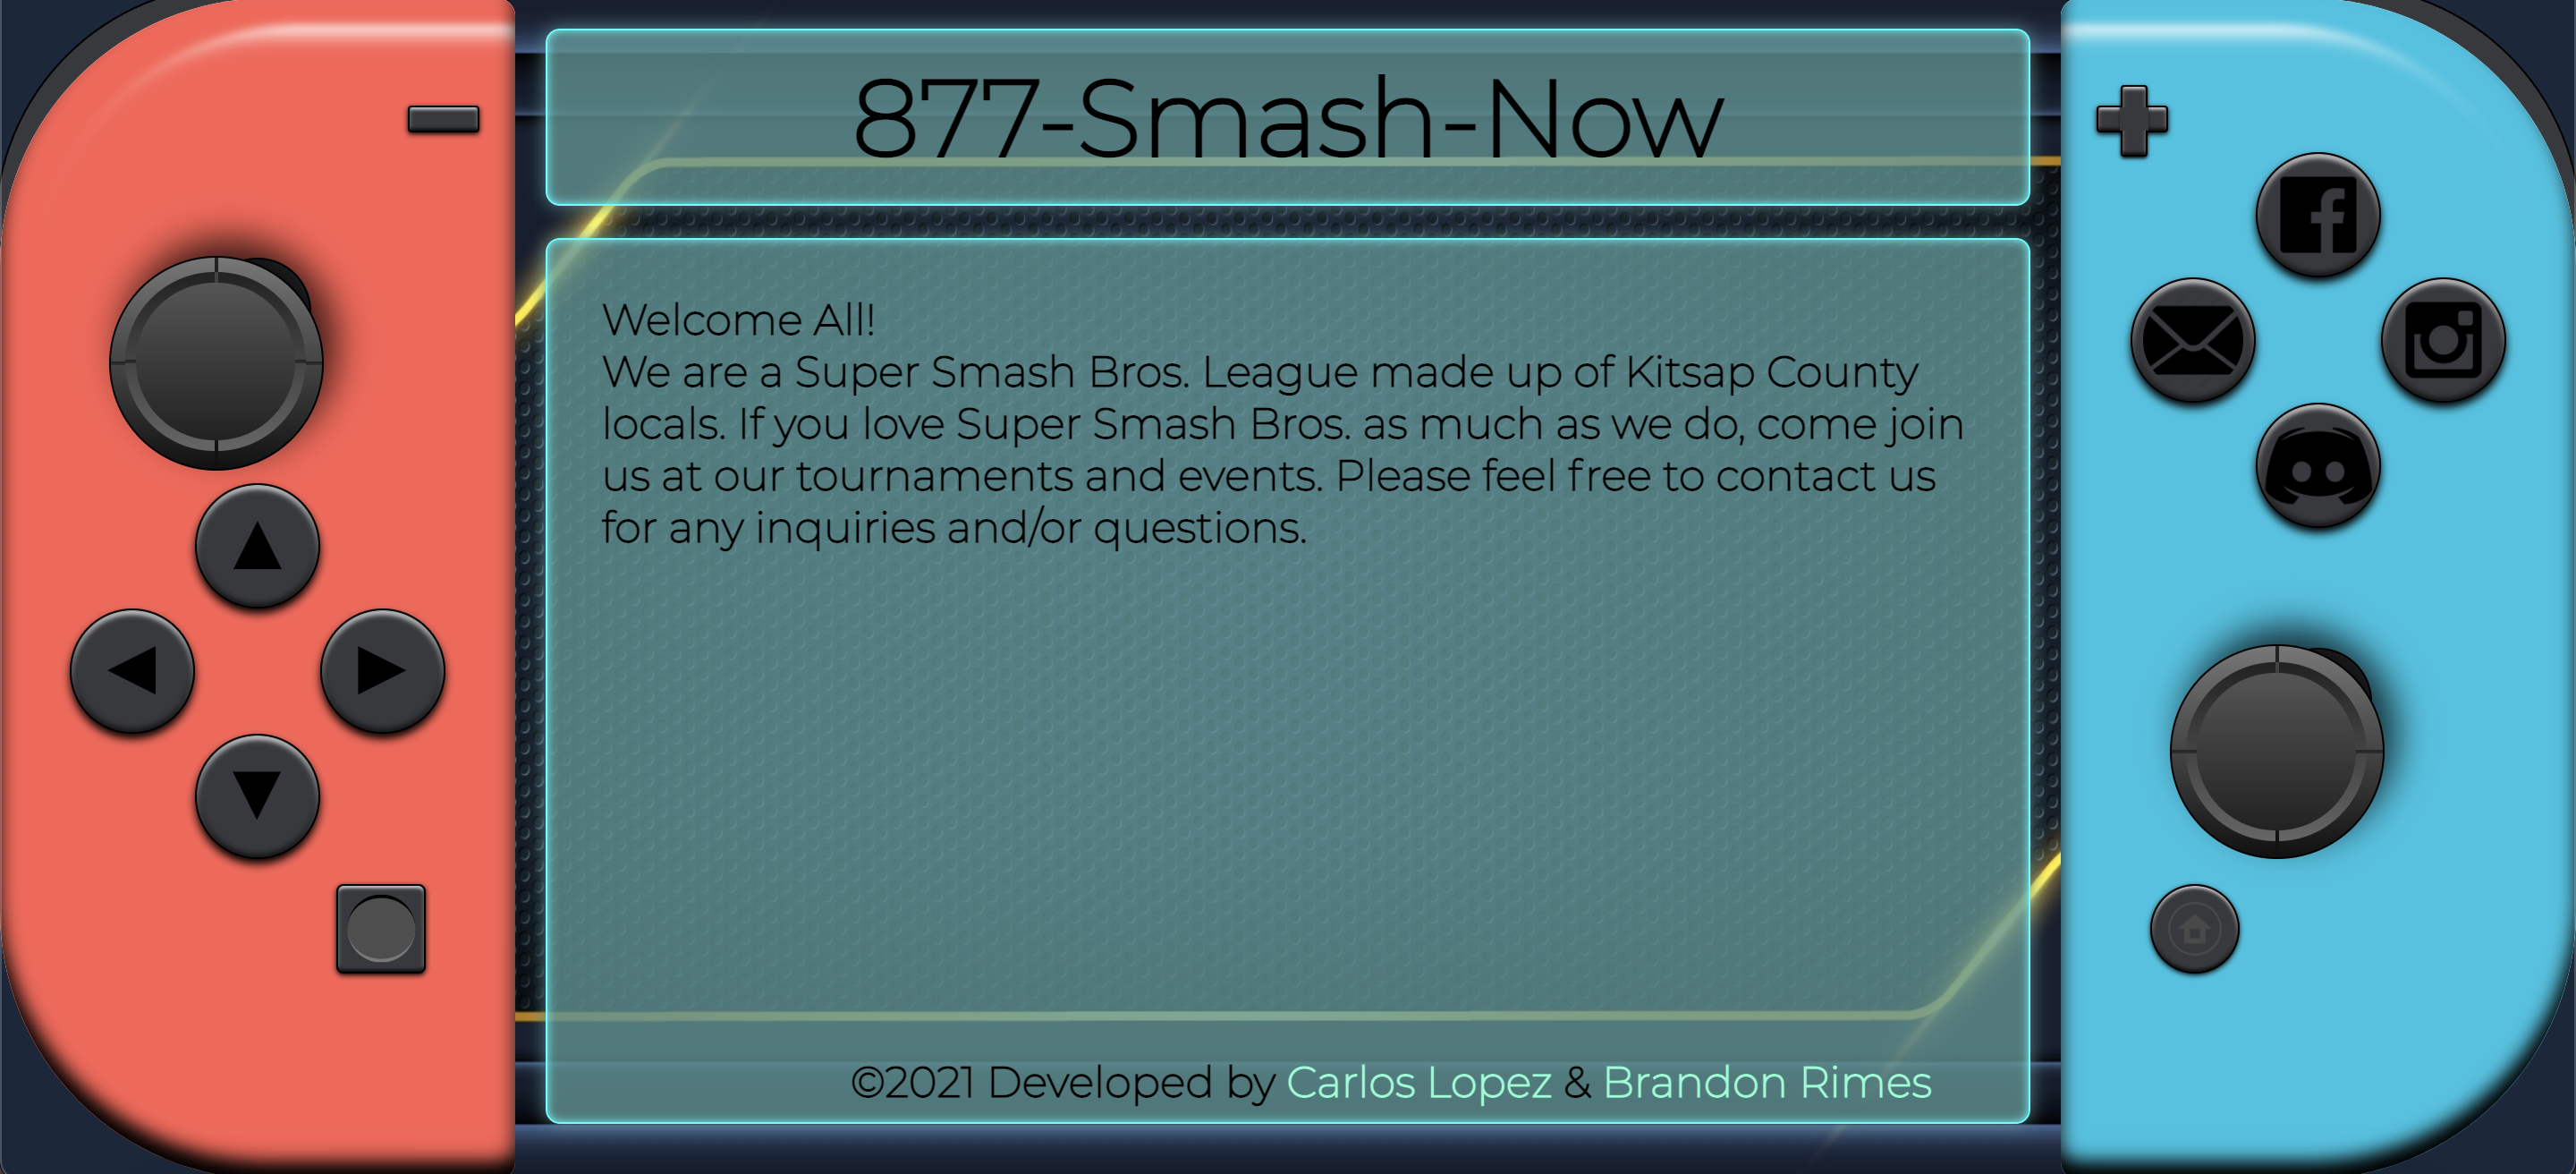 877-Smash-Now
Welcome All!
We are a Super Smash Bros. League made up of Kitsap County
locals. If you love Super Smash Bros. as much as we do, come join
us at our tournaments and events. Please feel free to contact us
for any inquiries and/or questions.
©2021 Developed by Carlos Lopez & Brandon Rimes